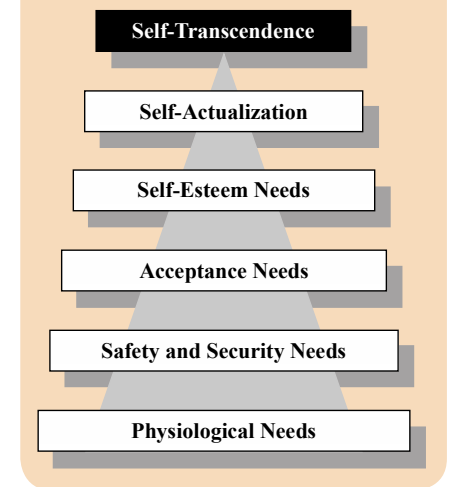 Self-Transcendence
Self-Actualization
Self-Esteem Needs
Acceptance Needs
Safety and Security Needs
Physiological Needs